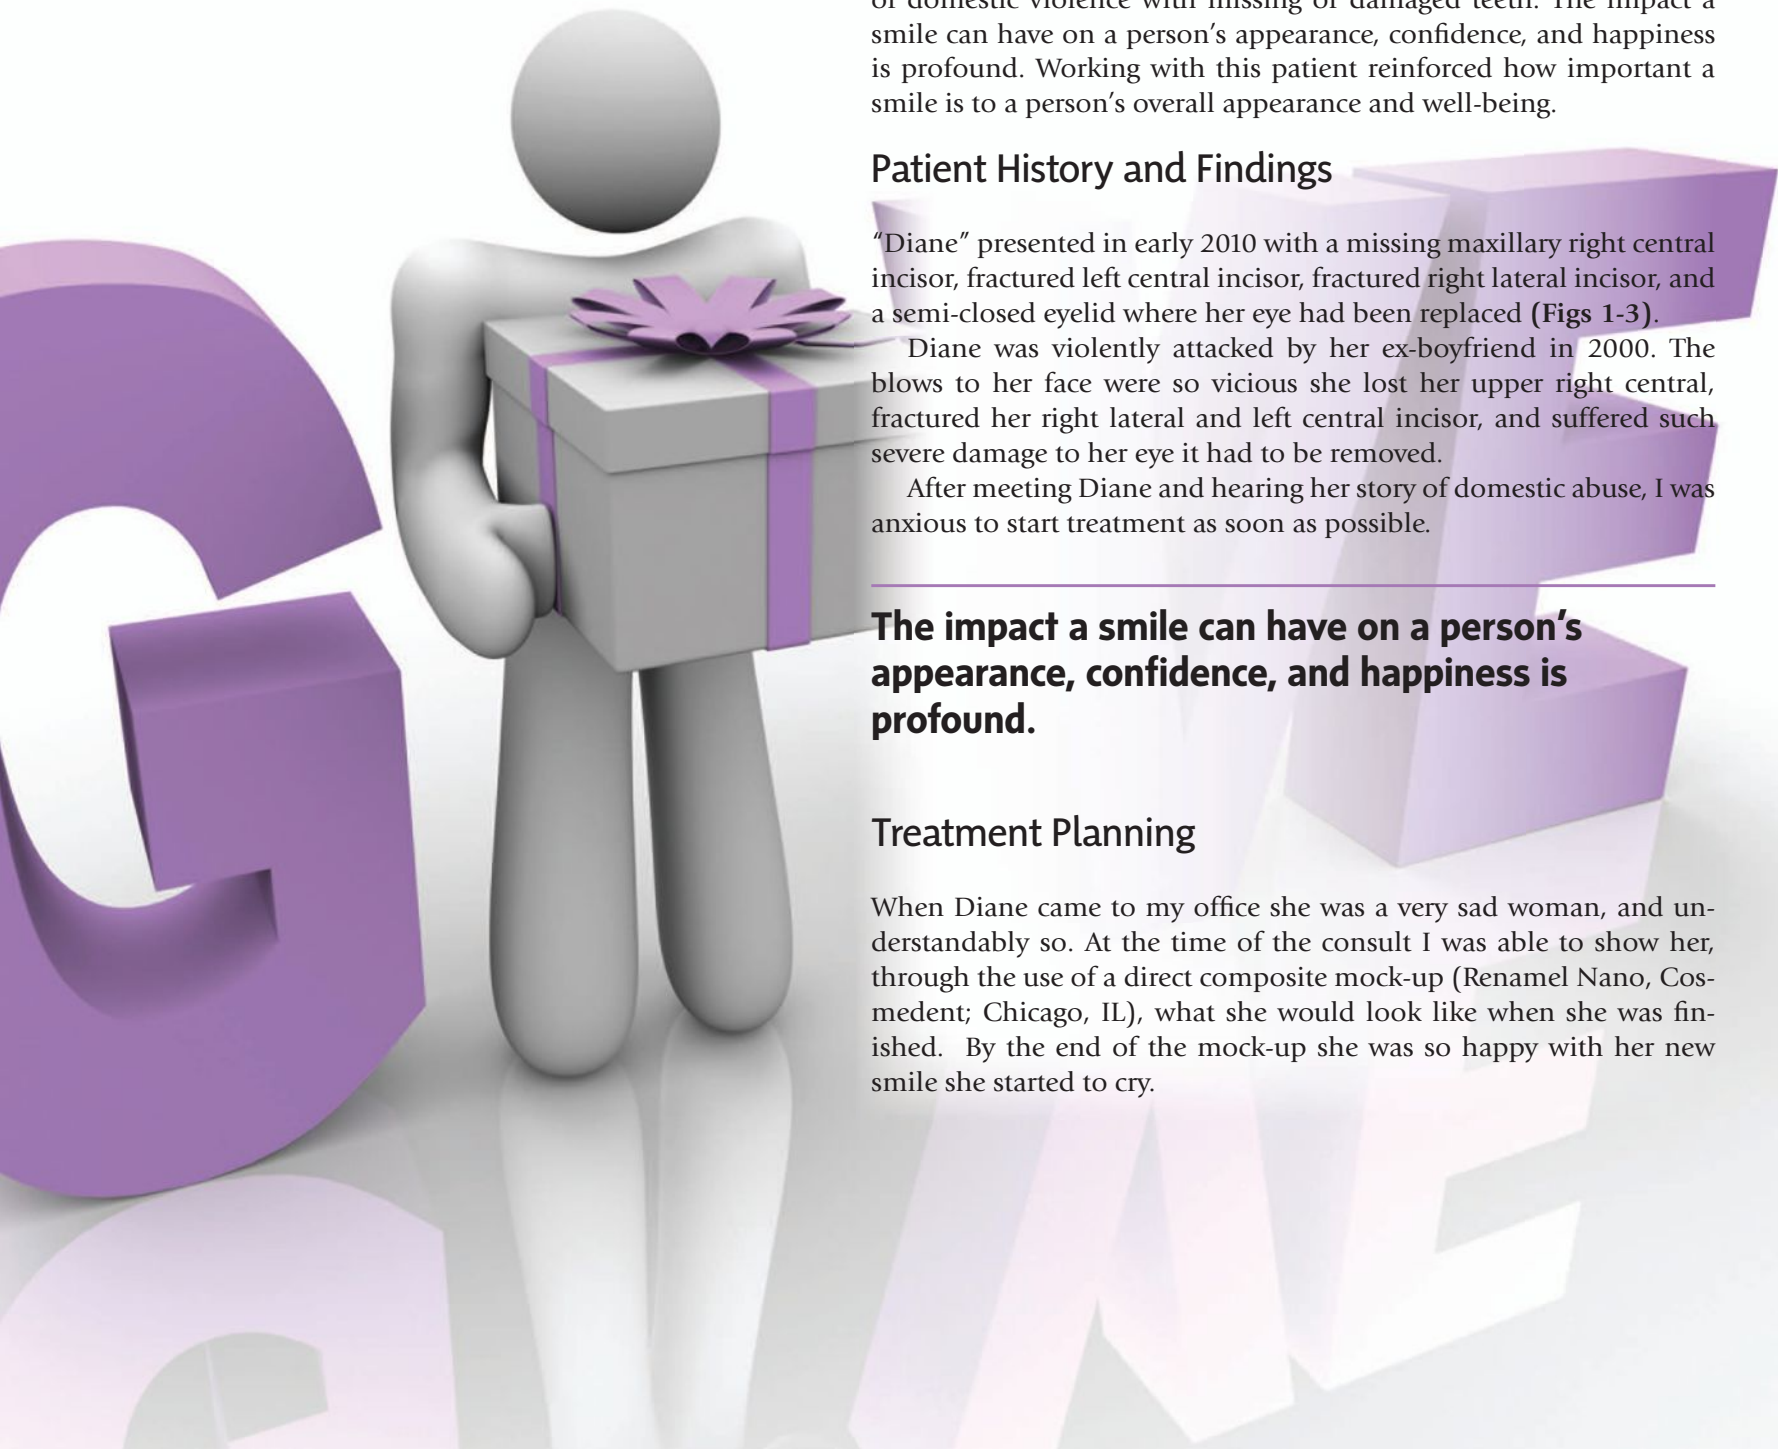 of domestic violence with missing or damaged teeth. The impact a
smile can have on a person's appearance, confidence, and happiness
is profound. Working with this patient reinforced how important a
smile is to a person's overall appearance and well-being.
Patient History and Findings
“Diane” presented in early 2010 with a missing maxillary right central
incisor, fractured left central incisor, fractured right lateral incisor, and
a semi-closed eyelid where her eye had been replaced (Figs 1-3).
Diane was violently attacked by her ex-boyfriend in 2000. The
blows to her face were so vicious she lost her upper right central,
fractured her right lateral and left central incisor, and suffered such
severe damage to her eye it had to be removed.
After meeting Diane and hearing her story of domestic abuse, I was
anxious to start treatment as soon as possible.
The impact a smile can have on a person's
appearance, confidence, and happiness is
profound.
Treatment Planning
When Diane came to my office she was a very sad woman, and un-
derstandably so. At the time of the consult I was able to show her,
through the use of a direct composite mock-up (Renamel Nano, Cos-
medent; Chicago, IL), what she would look like when she was fin-
ished. By the end of the mock-up she was so happy with her new
smile she started to cry.
G VE